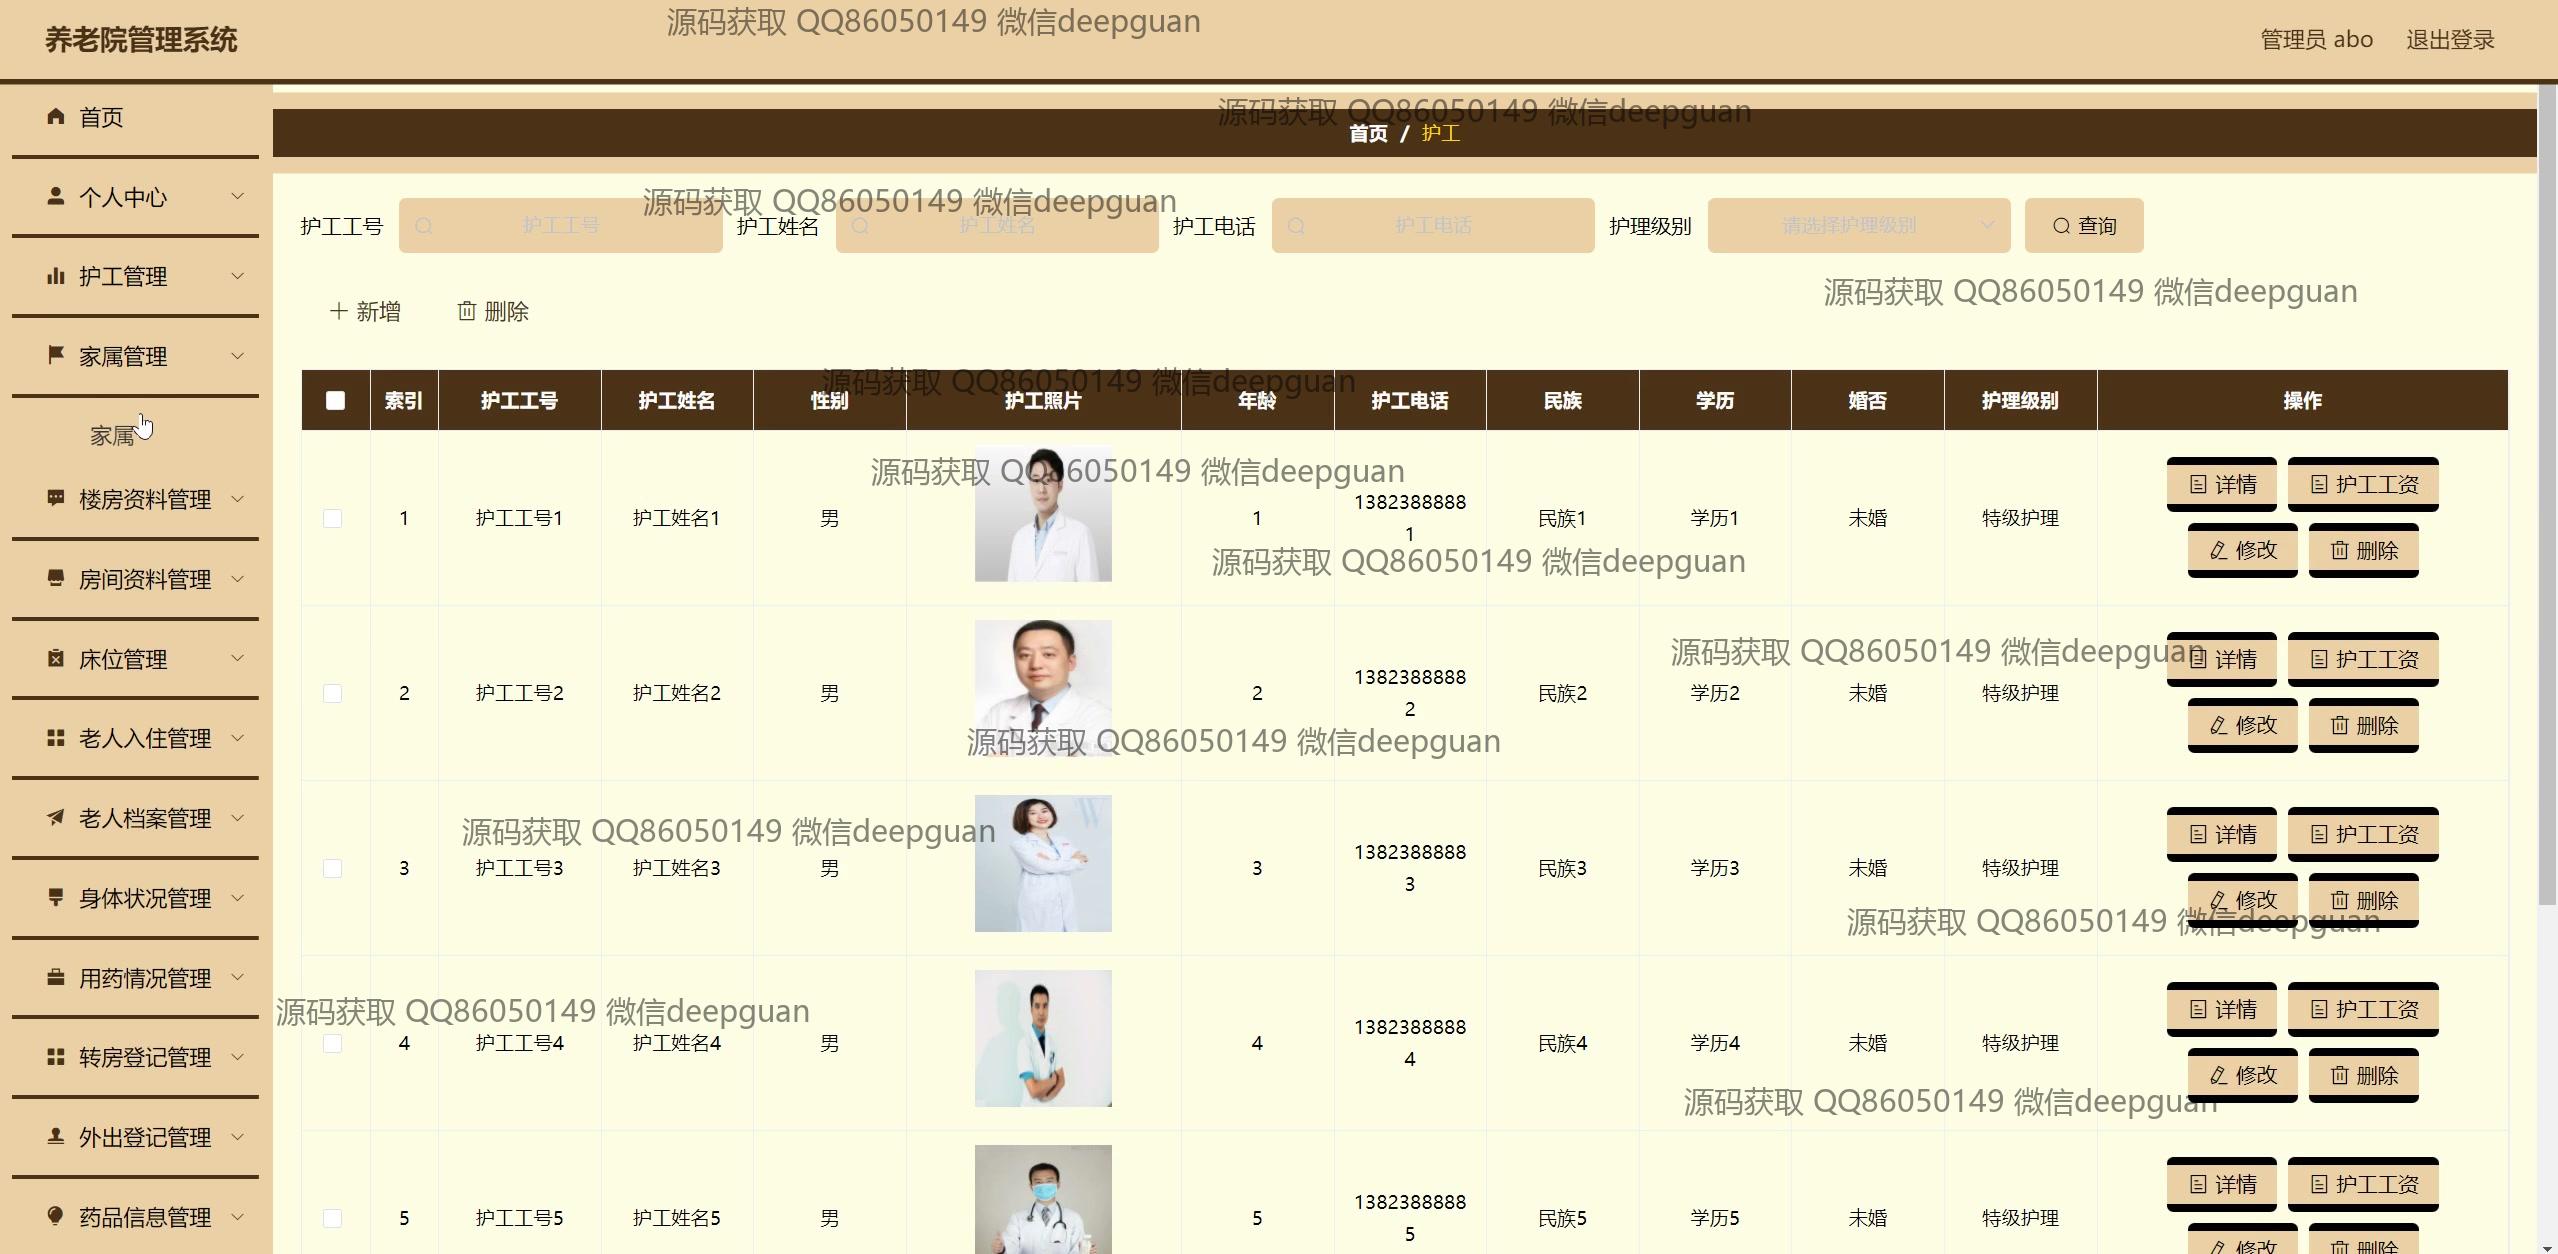 养老院管理系统
源码获取 QQ86050149 微信deepguan
管理员 abo 退出登录
首页
个人中心
护工管理
家属管理
家属
楼房资料管理
房间资料管理
床位管理
老人入住管理
老人档案管理
身体状况管理
用药情况管理
转房登记管理
外出登记管理
药品信息管理
源码获取 QQ86050149 微信deepguan
首页 / 护工
源码获取 QQ86050149 微信deepguan
护工工号 护工工号 护工姓名 护工姓名 护工电话 护工电话 护理级别 请选择护理级别 查询
源码获取 QQ86050149 微信deepguan
新增 删除
源码获取 QQ86050149 微信deepguan
索引 护工工号 护工姓名 性别 护工照片 年龄 护工电话 民族 学历 婚否 护理级别 操作
源码获取 QQ86050149 微信deepguan
详情 护工工资
1 护工工号1 护工姓名1 男 1 13823888881 民族1 学历1 未婚 特级护理
修改 删除
源码获取 QQ86050149 微信deepguan
源码获取 QQ86050149 微信deepguan
详情 护工工资
2 护工工号2 护工姓名2 男 2 13823888882 民族2 学历2 未婚 特级护理
修改 删除
源码获取 QQ86050149 微信deepguan
源码获取 QQ86050149 微信deepguan
详情 护工工资
3 护工工号3 护工姓名3 男 3 13823888883 民族3 学历3 未婚 特级护理
修改 删除
源码获取 QQ86050149 微信deepguan
源码获取 QQ86050149 微信deepguan
详情 护工工资
4 护工工号4 护工姓名4 男 4 13823888884 民族4 学历4 未婚 特级护理
修改 删除
源码获取 QQ86050149 微信deepguan
详情 护工工资
5 护工工号5 护工姓名5 男 5 13823888885 民族5 学历5 未婚 特级护理
修改 删除